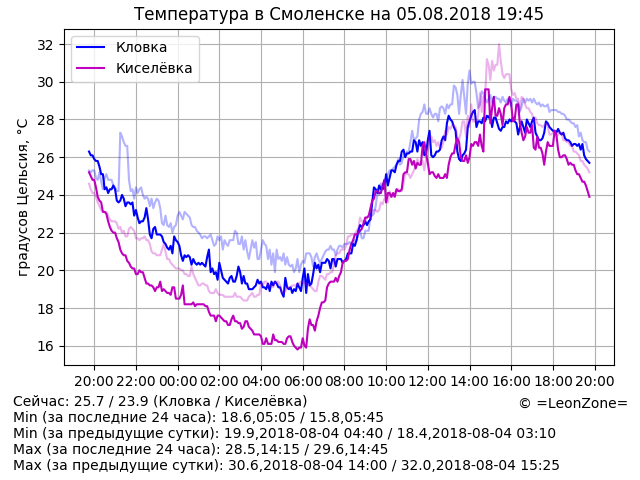 Температура в Смоленске на 05.08.2018 19:45
градусов Цельсия, °C
32
30
28
26
24
22
20
18
16
Кловка
Киселёвка
20:00 22:00 00:00 02:00 04:00 06:00 08:00 10:00 12:00 14:00 16:00 18:00 20:00
Сейчас: 25.7 / 23.9 (Кловка / Киселёвка)
© =LeonZone=
Min (за последние 24 часа): 18.6,05:05 / 15.8,05:45
Min (за предыдущие сутки): 19.9,2018-08-04 04:40 / 18.4,2018-08-04 03:10
Max (за последние 24 часа): 28.5,14:15 / 29.6,14:45
Max (за предыдущие сутки): 30.6,2018-08-04 14:00 / 32.0,2018-08-04 15:25